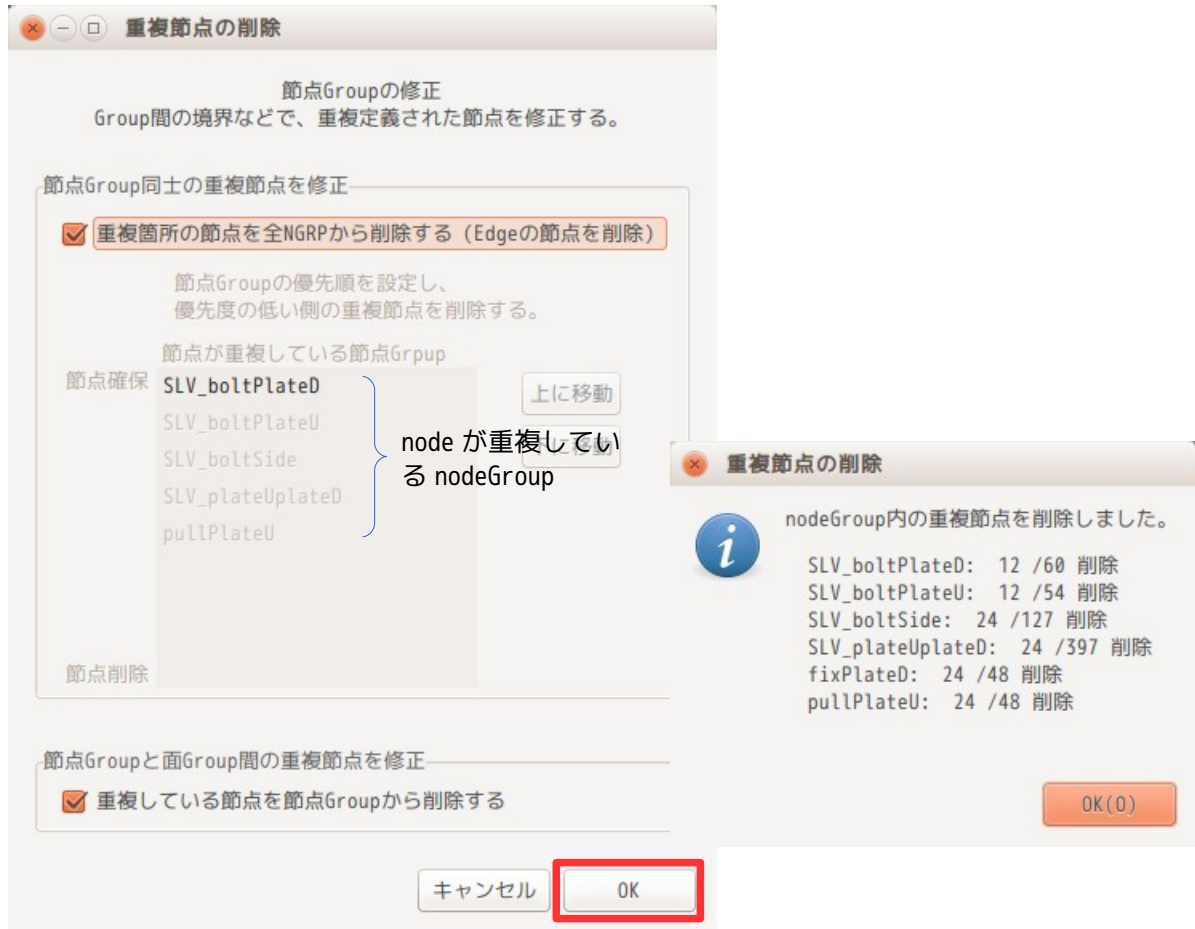 重複節点の削除
節点Groupの修正
Group間の境界などで、重複定義された節点を修正する。
節点Group同士の重複節点を修正
重複箇所の節点を全NGRPから削除する（Edgeの節点を削除）
節点Groupの優先順を設定し、
優先度の低い側の重複節点を削除する。
節点が重複している節点Grpup
節点確保
SLV_boltPlateD
SLV_boltPlateU
SLV_boltSide
SLV_plateUplateD
pullPlateU
上に移動
下に移動
node が重複してい
る nodeGroup
節点削除
節点Groupと面Group間の重複節点を修正
重複している節点を節点Groupから削除する
キャンセル
OK
重複節点の削除
nodeGroup内の重複節点を削除しました。
SLV_boltPlateD: 12 /60 削除
SLV_boltPlateU: 12 /54 削除
SLV_boltSide: 24 /127 削除
SLV_plateUplateD: 24 /397 削除
fixPlateD: 24 /48 削除
pullPlateU: 24 /48 削除
OK(O)